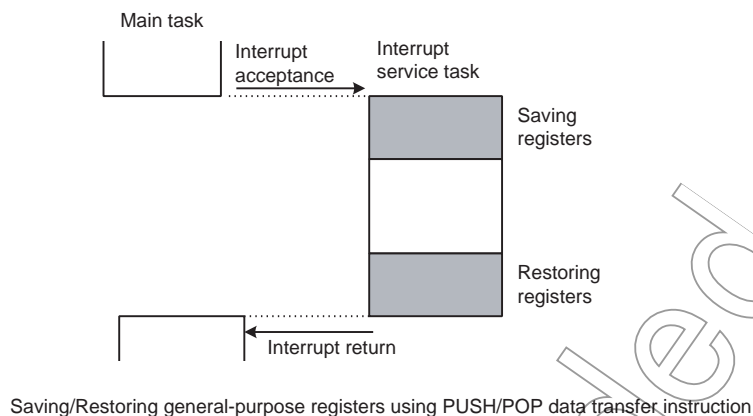 Main task
Interrupt
acceptance
Interrupt
service task
Saving
registers
Restoring
registers
Interrupt return
Saving/Restoring general-purpose registers using PUSH/POP data transfer instruction